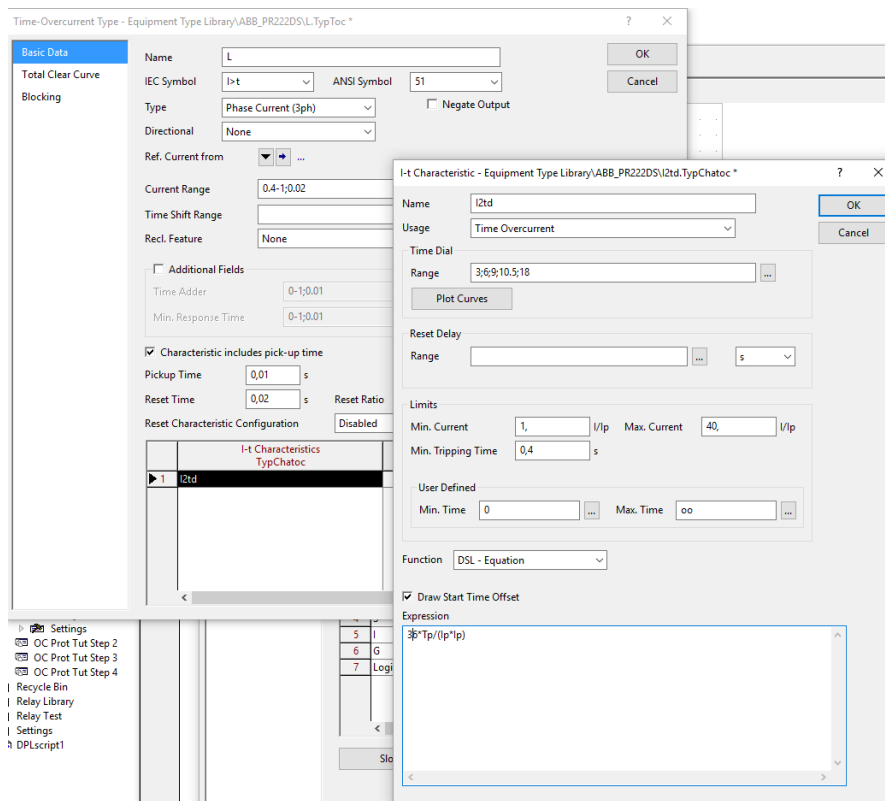 Time-Overcurrent Type - Equipment Type Library\ABB_PR222DS\L.TypToc *
? ×
Basic Data
Total Clear Curve
Blocking
Name L
OK
IEC Symbol I>t ANSI Symbol 51
Cancel
Type Phase Current (3ph)
Negate Output
Directional None
Ref. Current from ...
Current Range 0.4-1;0.02
Time Shift Range
Recl. Feature None
Additional Fields
Time Adder 0-1;0.01
Min. Response Time 0-1;0.01
Characteristic includes pick-up time
Pickup Time 0,01 s
Reset Time 0,02 s Reset Ratio
Reset Characteristic Configuration Disabled
I-t Characteristics
TypChatoc
1 I2td
I-t Characteristic - Equipment Type Library\ABB_PR222DS\I2td.TypChatoc *
? ×
Name I2td
OK
Usage Time Overcurrent
Cancel
Time Dial
Range 3;6;9;10.5;18 ...
Plot Curves
Reset Delay
Range ... s
Limits
Min. Current 1, I/Ip Max. Current 40, I/Ip
Min. Tripping Time 0,4 s
User Defined
Min. Time 0 ... Max. Time oo ...
Function DSL - Equation
Draw Start Time Offset
Expression
36*Tp/(Ip*Ip)
Settings
OC Prot Tut Step 2
OC Prot Tut Step 3
OC Prot Tut Step 4
Recycle Bin
Relay Library
Relay Test
Settings
DPLscript1
5 I
6 G
7 Logi
Slo